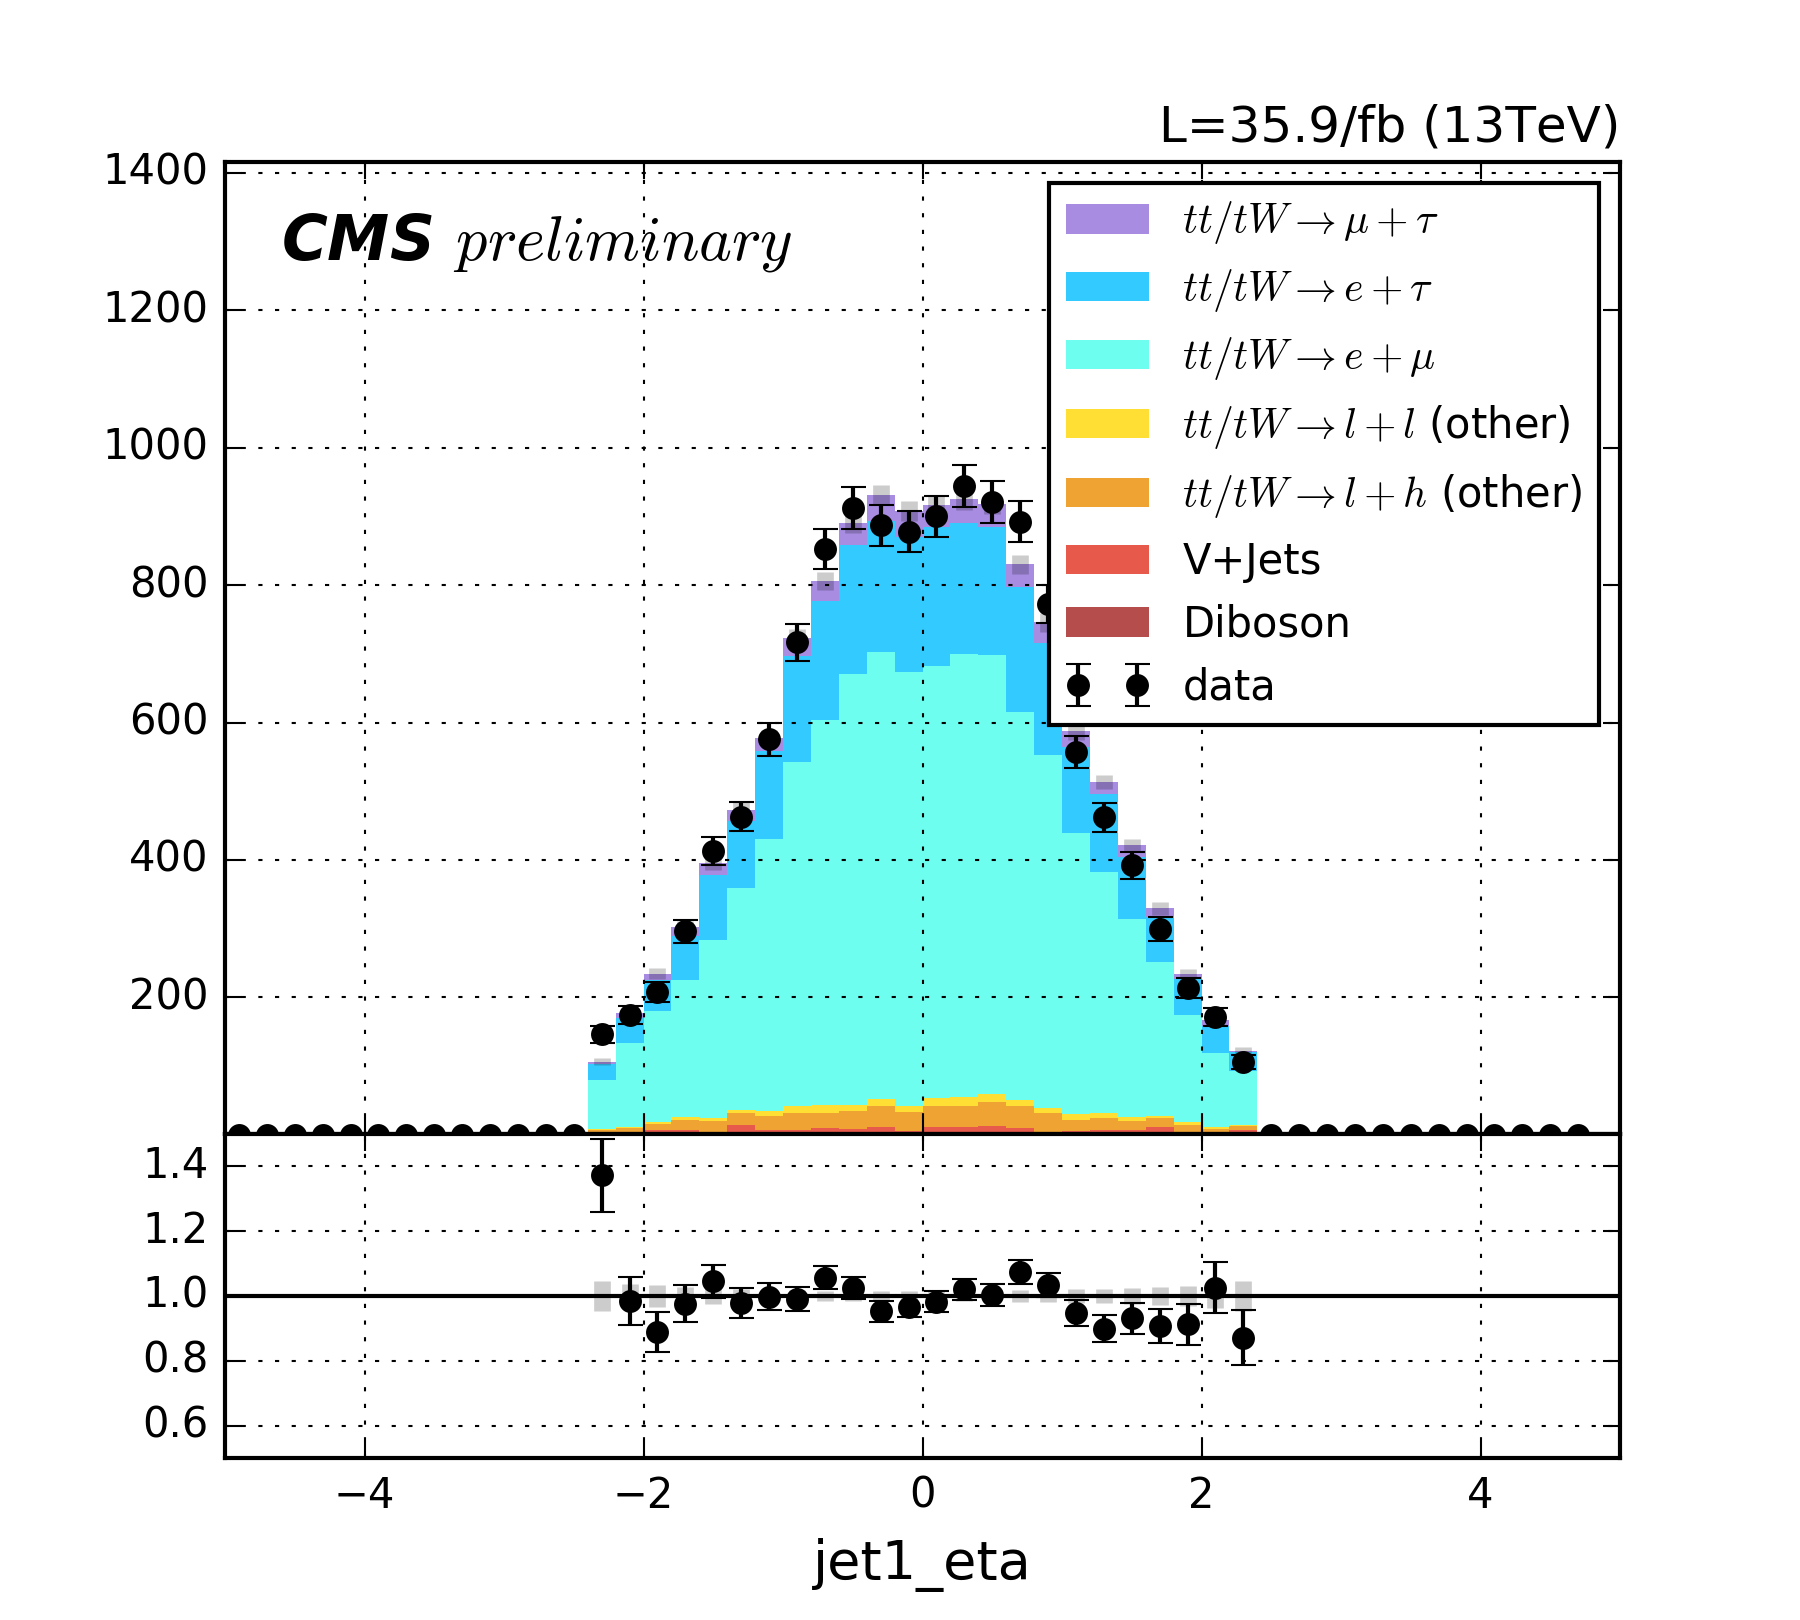 L=35.9/fb (13TeV)
CMS preliminary
1400
1200
1000
800
600
400
200
tt/tW→μ+τ
tt/tW→e+τ
tt/tW→e+μ
tt/tW→l+l (other)
tt/tW→l+h (other)
V+Jets
Diboson
data
1.4
1.2
1.0
0.8
0.6
−4 −2 0 2 4
jet1_eta